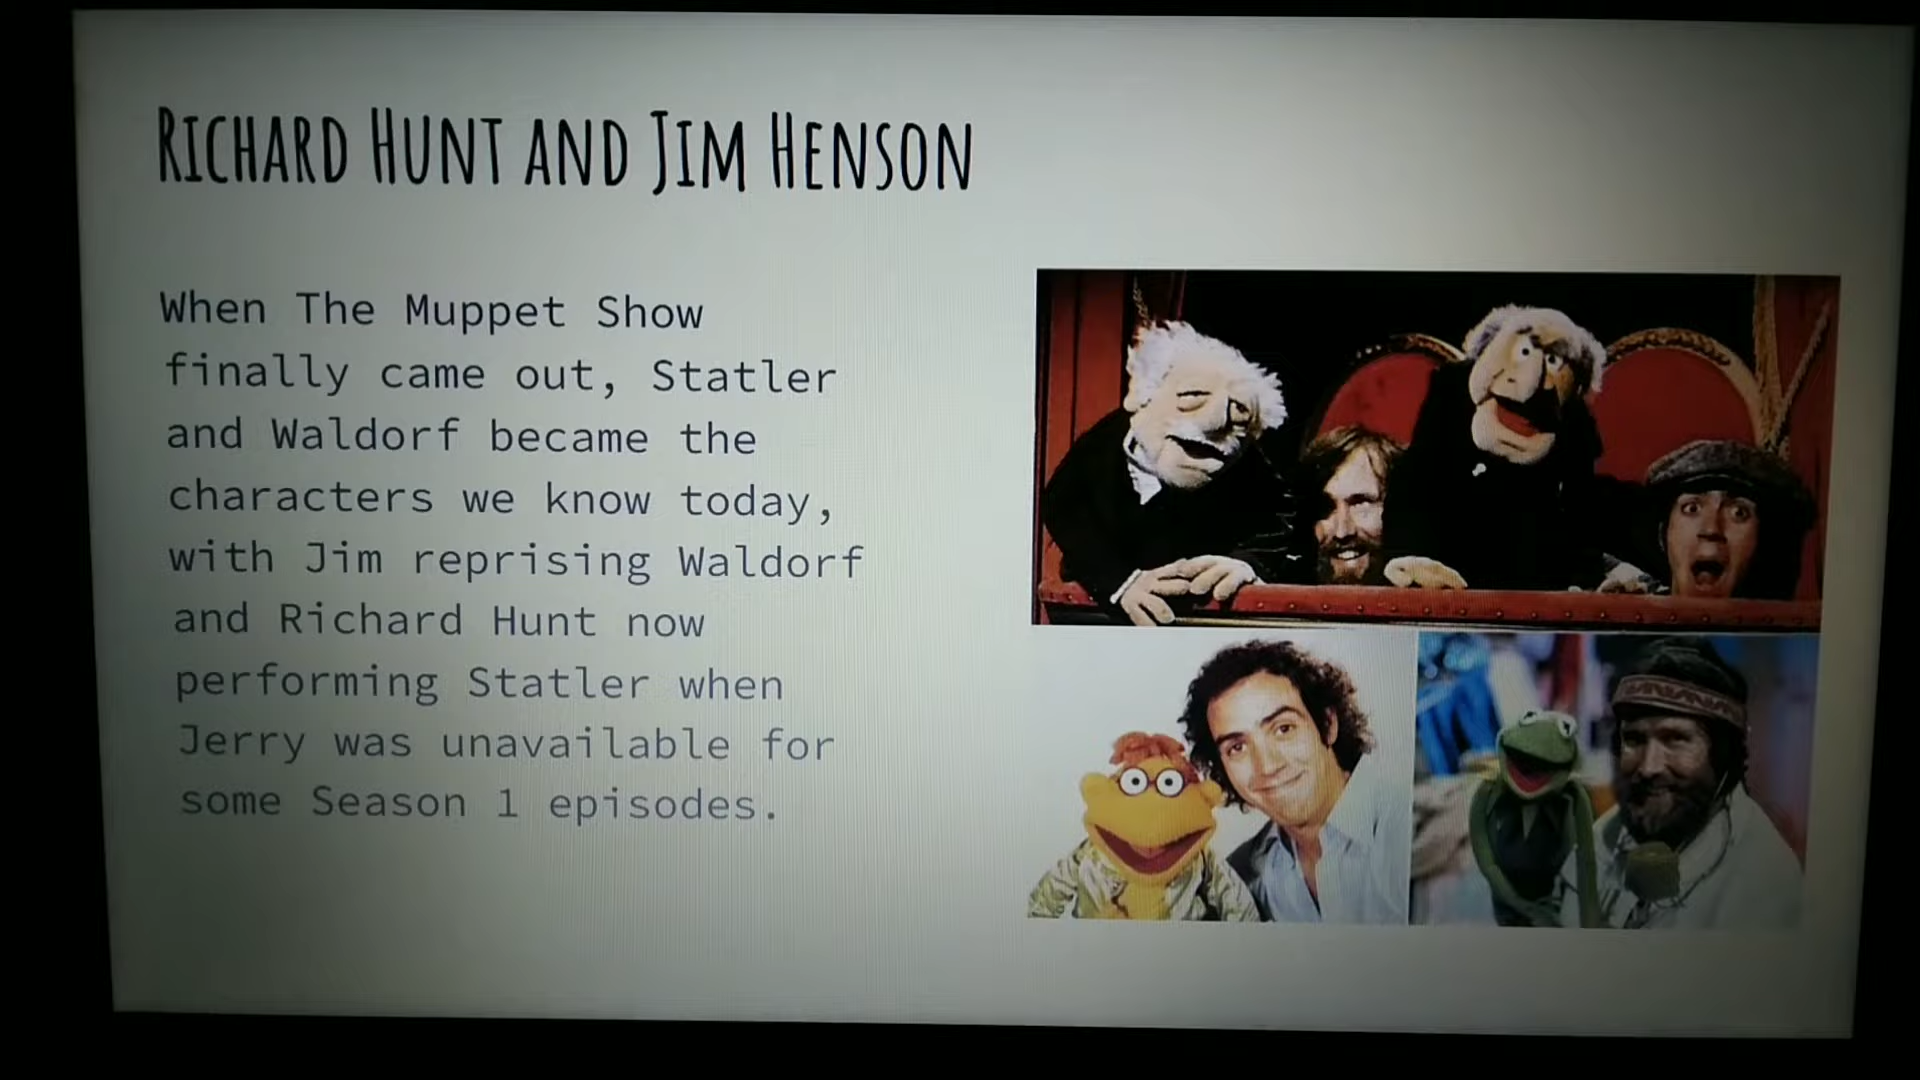 RICHARD HUNT AND JIM HENSON
When The Muppet Show
finally came out, Statler
and Waldorf became the
characters we know today,
with Jim reprising Waldorf
and Richard Hunt now
performing Statler when
Jerry was unavailable for
some Season 1 episodes.